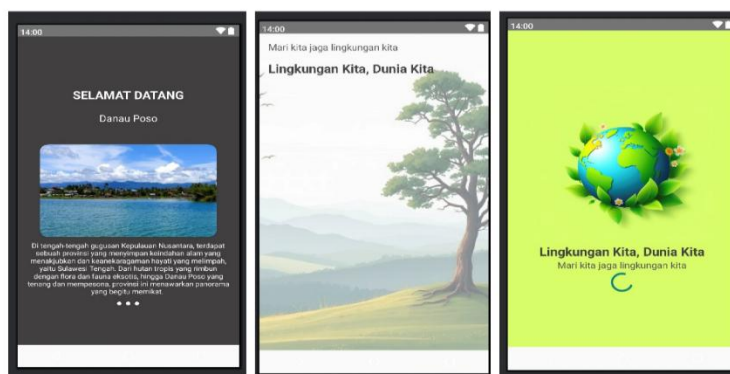 14:00
SELAMAT DATANG
Danau Poso
Di tengah-tengah gugusan Kepulauan Nusantara, terdapat
sebuah provinsi yang menyimpan keindahan alam yang
menakjubkan dan keanekaragaman hayati yang melimpah,
yaitu Sulawesi Tengah. Dari hutan tropis yang rimbun
dengan flora dan fauna eksotis, hingga Danau Poso yang
tenang dan mempesona, provinsi ini menawarkan panorama
yang begitu memikat.
14:00
Mari kita jaga lingkungan kita
Lingkungan Kita, Dunia Kita
14:00
Lingkungan Kita, Dunia Kita
Mari kita jaga lingkungan kita